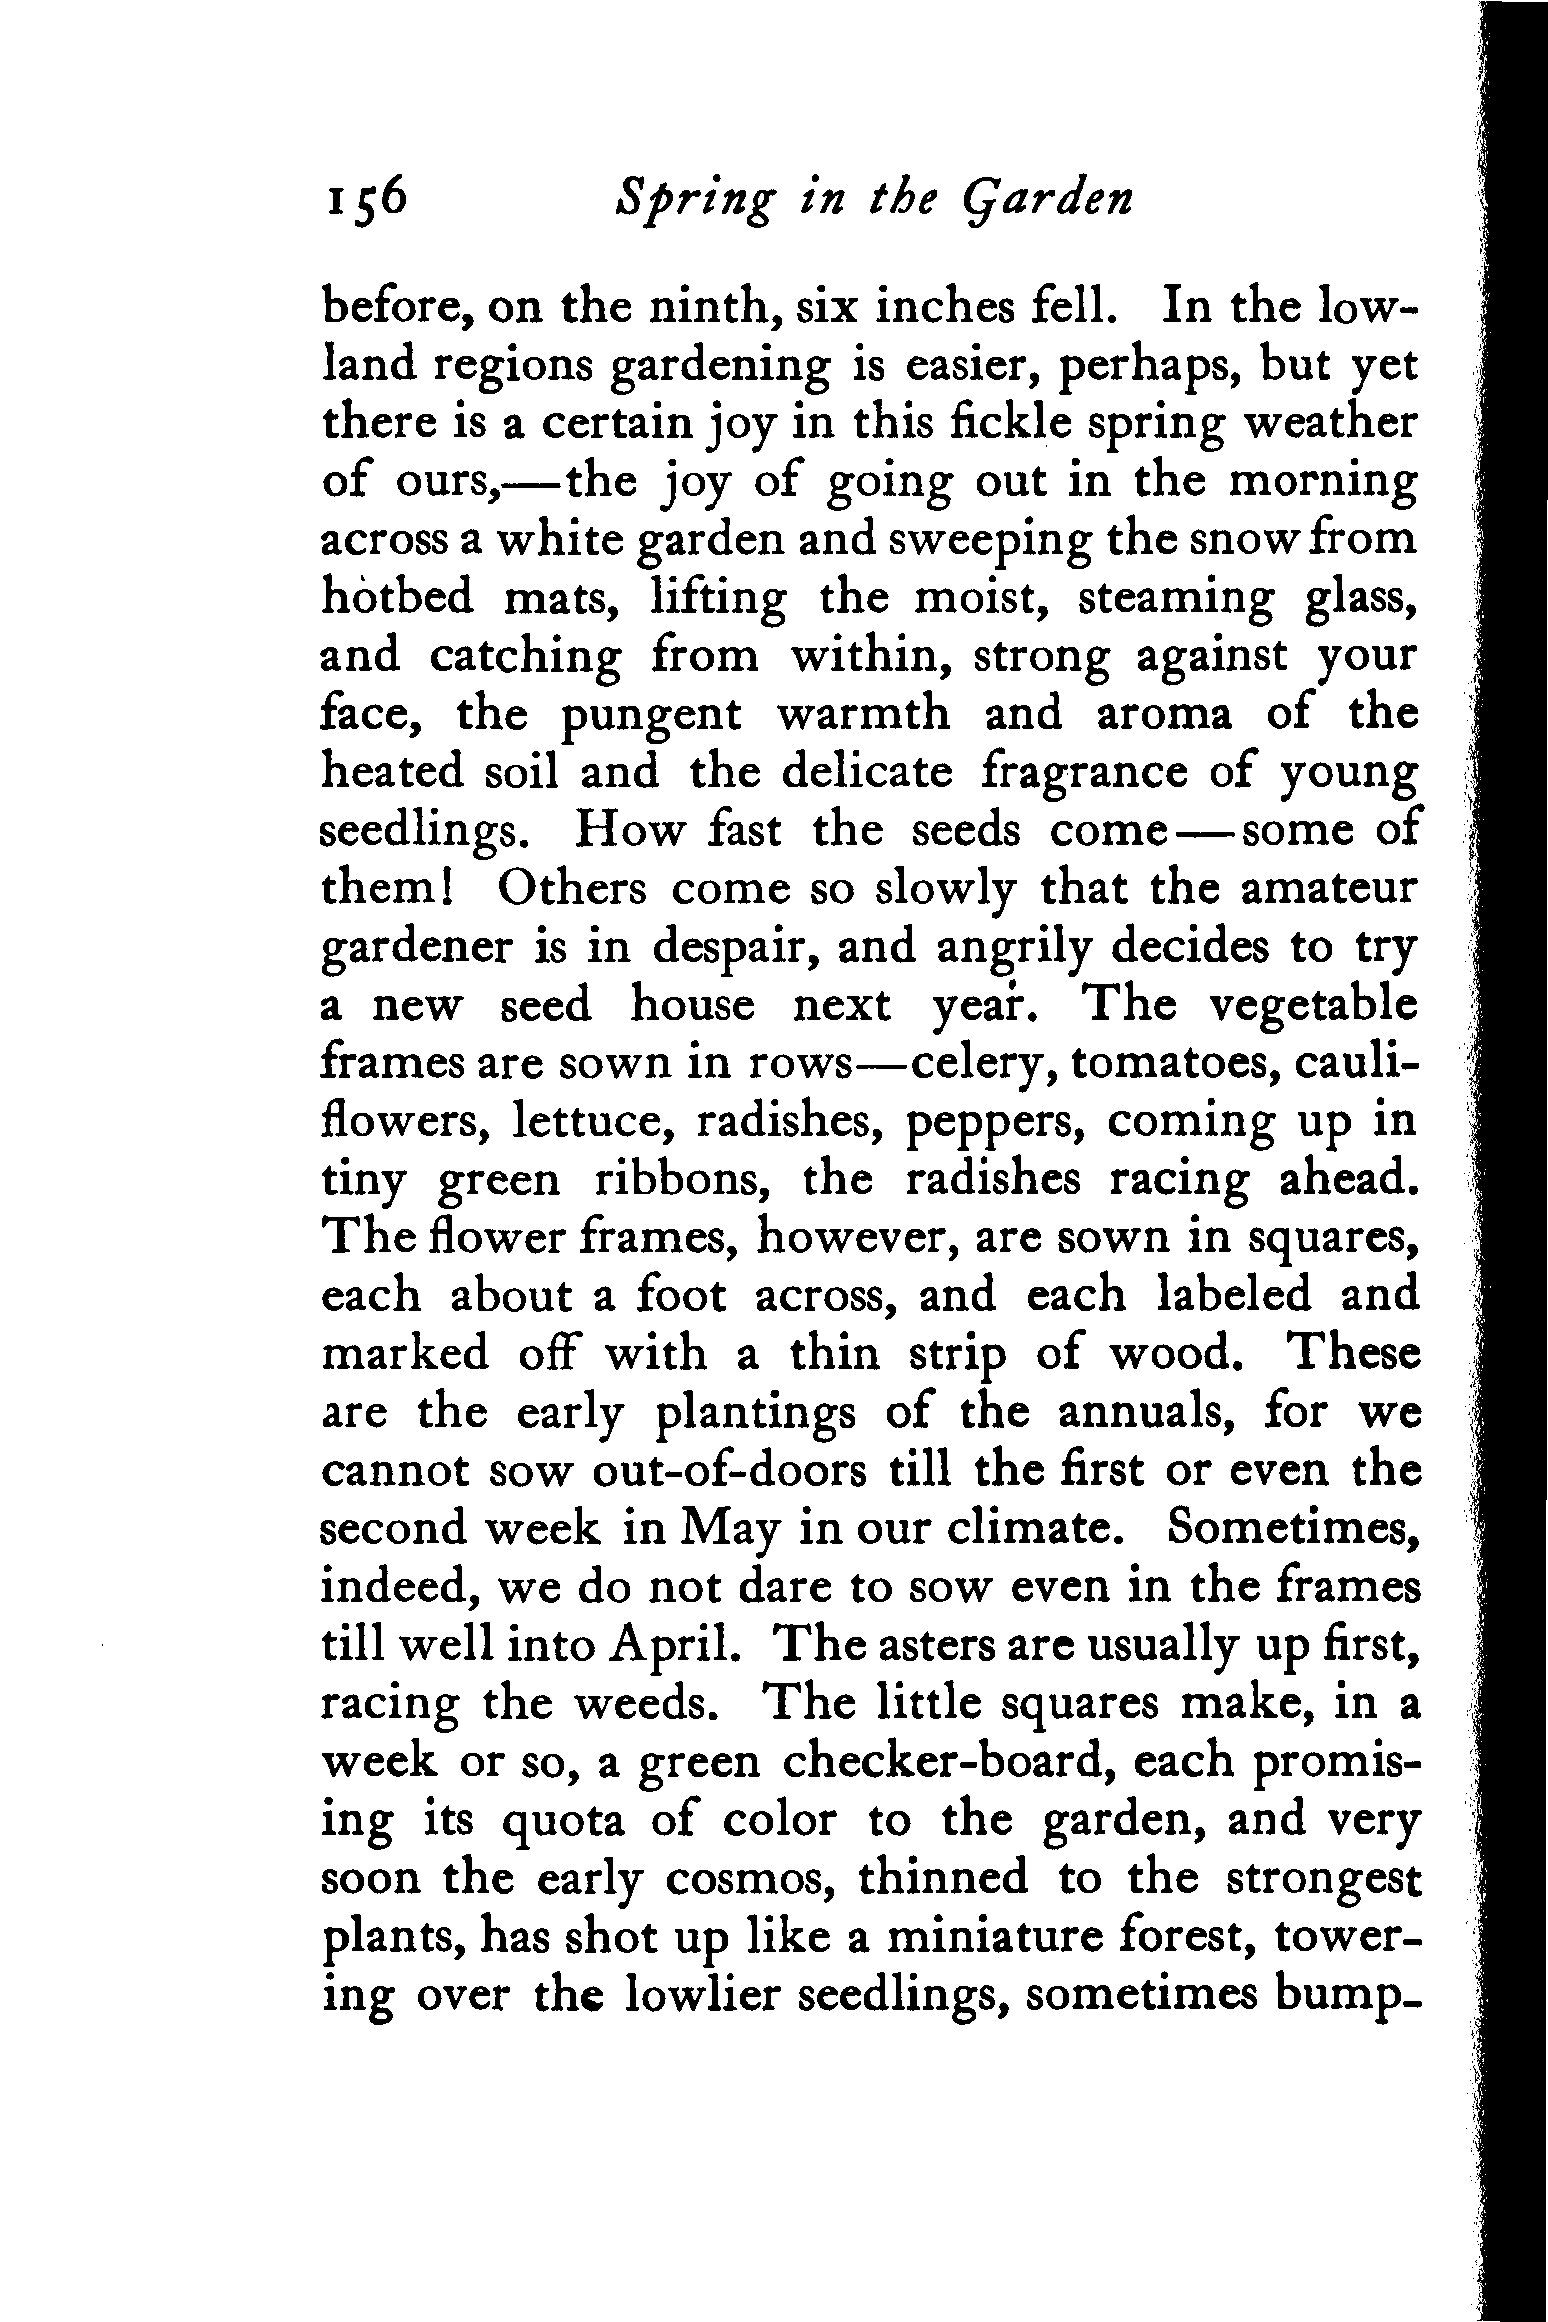 156 Spring in the Garden
before, on the ninth, six inches fell. In the low-
land regions gardening is easier, perhaps, but yet
there is a certain joy in this fickle spring weather
of ours,—the joy of going out in the morning
across a white garden and sweeping the snow from
hotbed mats, lifting the moist, steaming glass,
and catching from within, strong against your
face, the pungent warmth and aroma of the
heated soil and the delicate fragrance of young
seedlings. How fast the seeds come—some of
them! Others come so slowly that the amateur
gardener is in despair, and angrily decides to try
a new seed house next year. The vegetable
frames are sown in rows—celery, tomatoes, cauli-
flowers, lettuce, radishes, peppers, coming up in
tiny green ribbons, the radishes racing ahead.
The flower frames, however, are sown in squares,
each about a foot across, and each labeled and
marked off with a thin strip of wood. These
are the early plantings of the annuals, for we
cannot sow out-of-doors till the first or even the
second week in May in our climate. Sometimes,
indeed, we do not dare to sow even in the frames
till well into April. The asters are usually up first,
racing the weeds. The little squares make, in a
week or so, a green checker-board, each promis-
ing its quota of color to the garden, and very
soon the early cosmos, thinned to the strongest
plants, has shot up like a miniature forest, tower-
ing over the lowlier seedlings, sometimes bump-